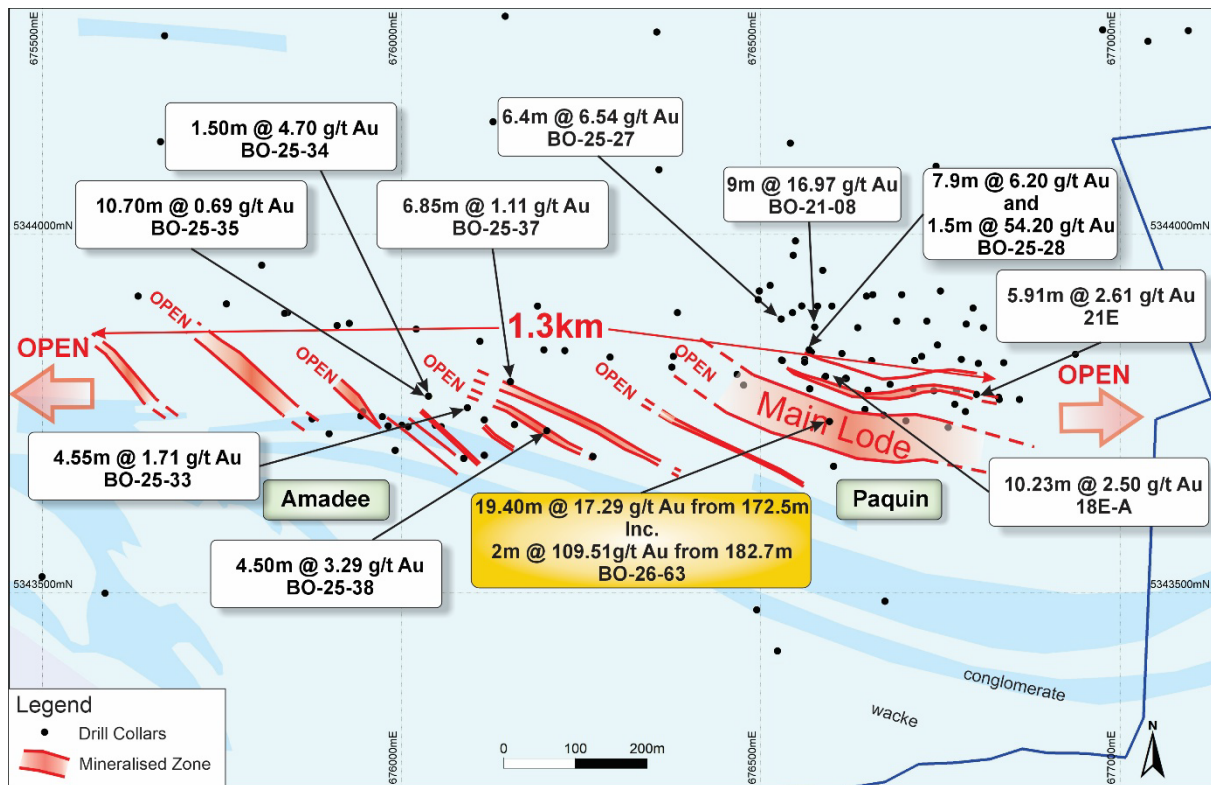 675500mE
676000mE
676500mE
677000mE
1.50m @ 4.70 g/t Au
BO-25-34
6.4m @ 6.54 g/t Au
BO-25-27
9m @ 16.97 g/t Au
BO-21-08
7.9m @ 6.20 g/t Au
and
1.5m @ 54.20 g/t Au
BO-25-28
10.70m @ 0.69 g/t Au
BO-25-35
6.85m @ 1.11 g/t Au
BO-25-37
5344000mN
5344000mN
5.91m @ 2.61 g/t Au
21E
OPEN
OPEN
1.3km
OPEN
OPEN
OPEN
OPEN
OPEN
OPEN
Main Lode
4.55m @ 1.71 g/t Au
BO-25-33
Amadee
19.40m @ 17.29 g/t Au from 172.5m
Inc.
2m @ 109.51g/t Au from 182.7m
BO-26-63
Paquin
10.23m @ 2.50 g/t Au
18E-A
4.50m @ 3.29 g/t Au
BO-25-38
5343500mN
5343500mN
conglomerate
wacke
Legend
Drill Collars
Mineralised Zone
0 100 200m
676000mE
676500mE
677000mE
N